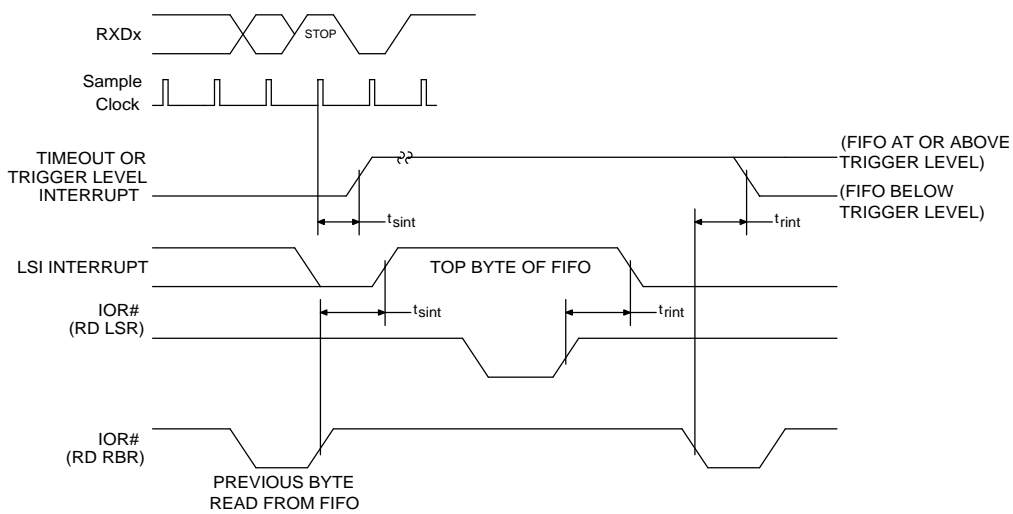 RXDx
STOP
Sample
Clock
TIMEOUT OR
TRIGGER LEVEL
INTERRUPT
(FIFO AT OR ABOVE
TRIGGER LEVEL)
(FIFO BELOW
TRIGGER LEVEL)
tsint
trint
LSI INTERRUPT
TOP BYTE OF FIFO
tsint
trint
IOR#
(RD LSR)
IOR#
(RD RBR)
PREVIOUS BYTE
READ FROM FIFO